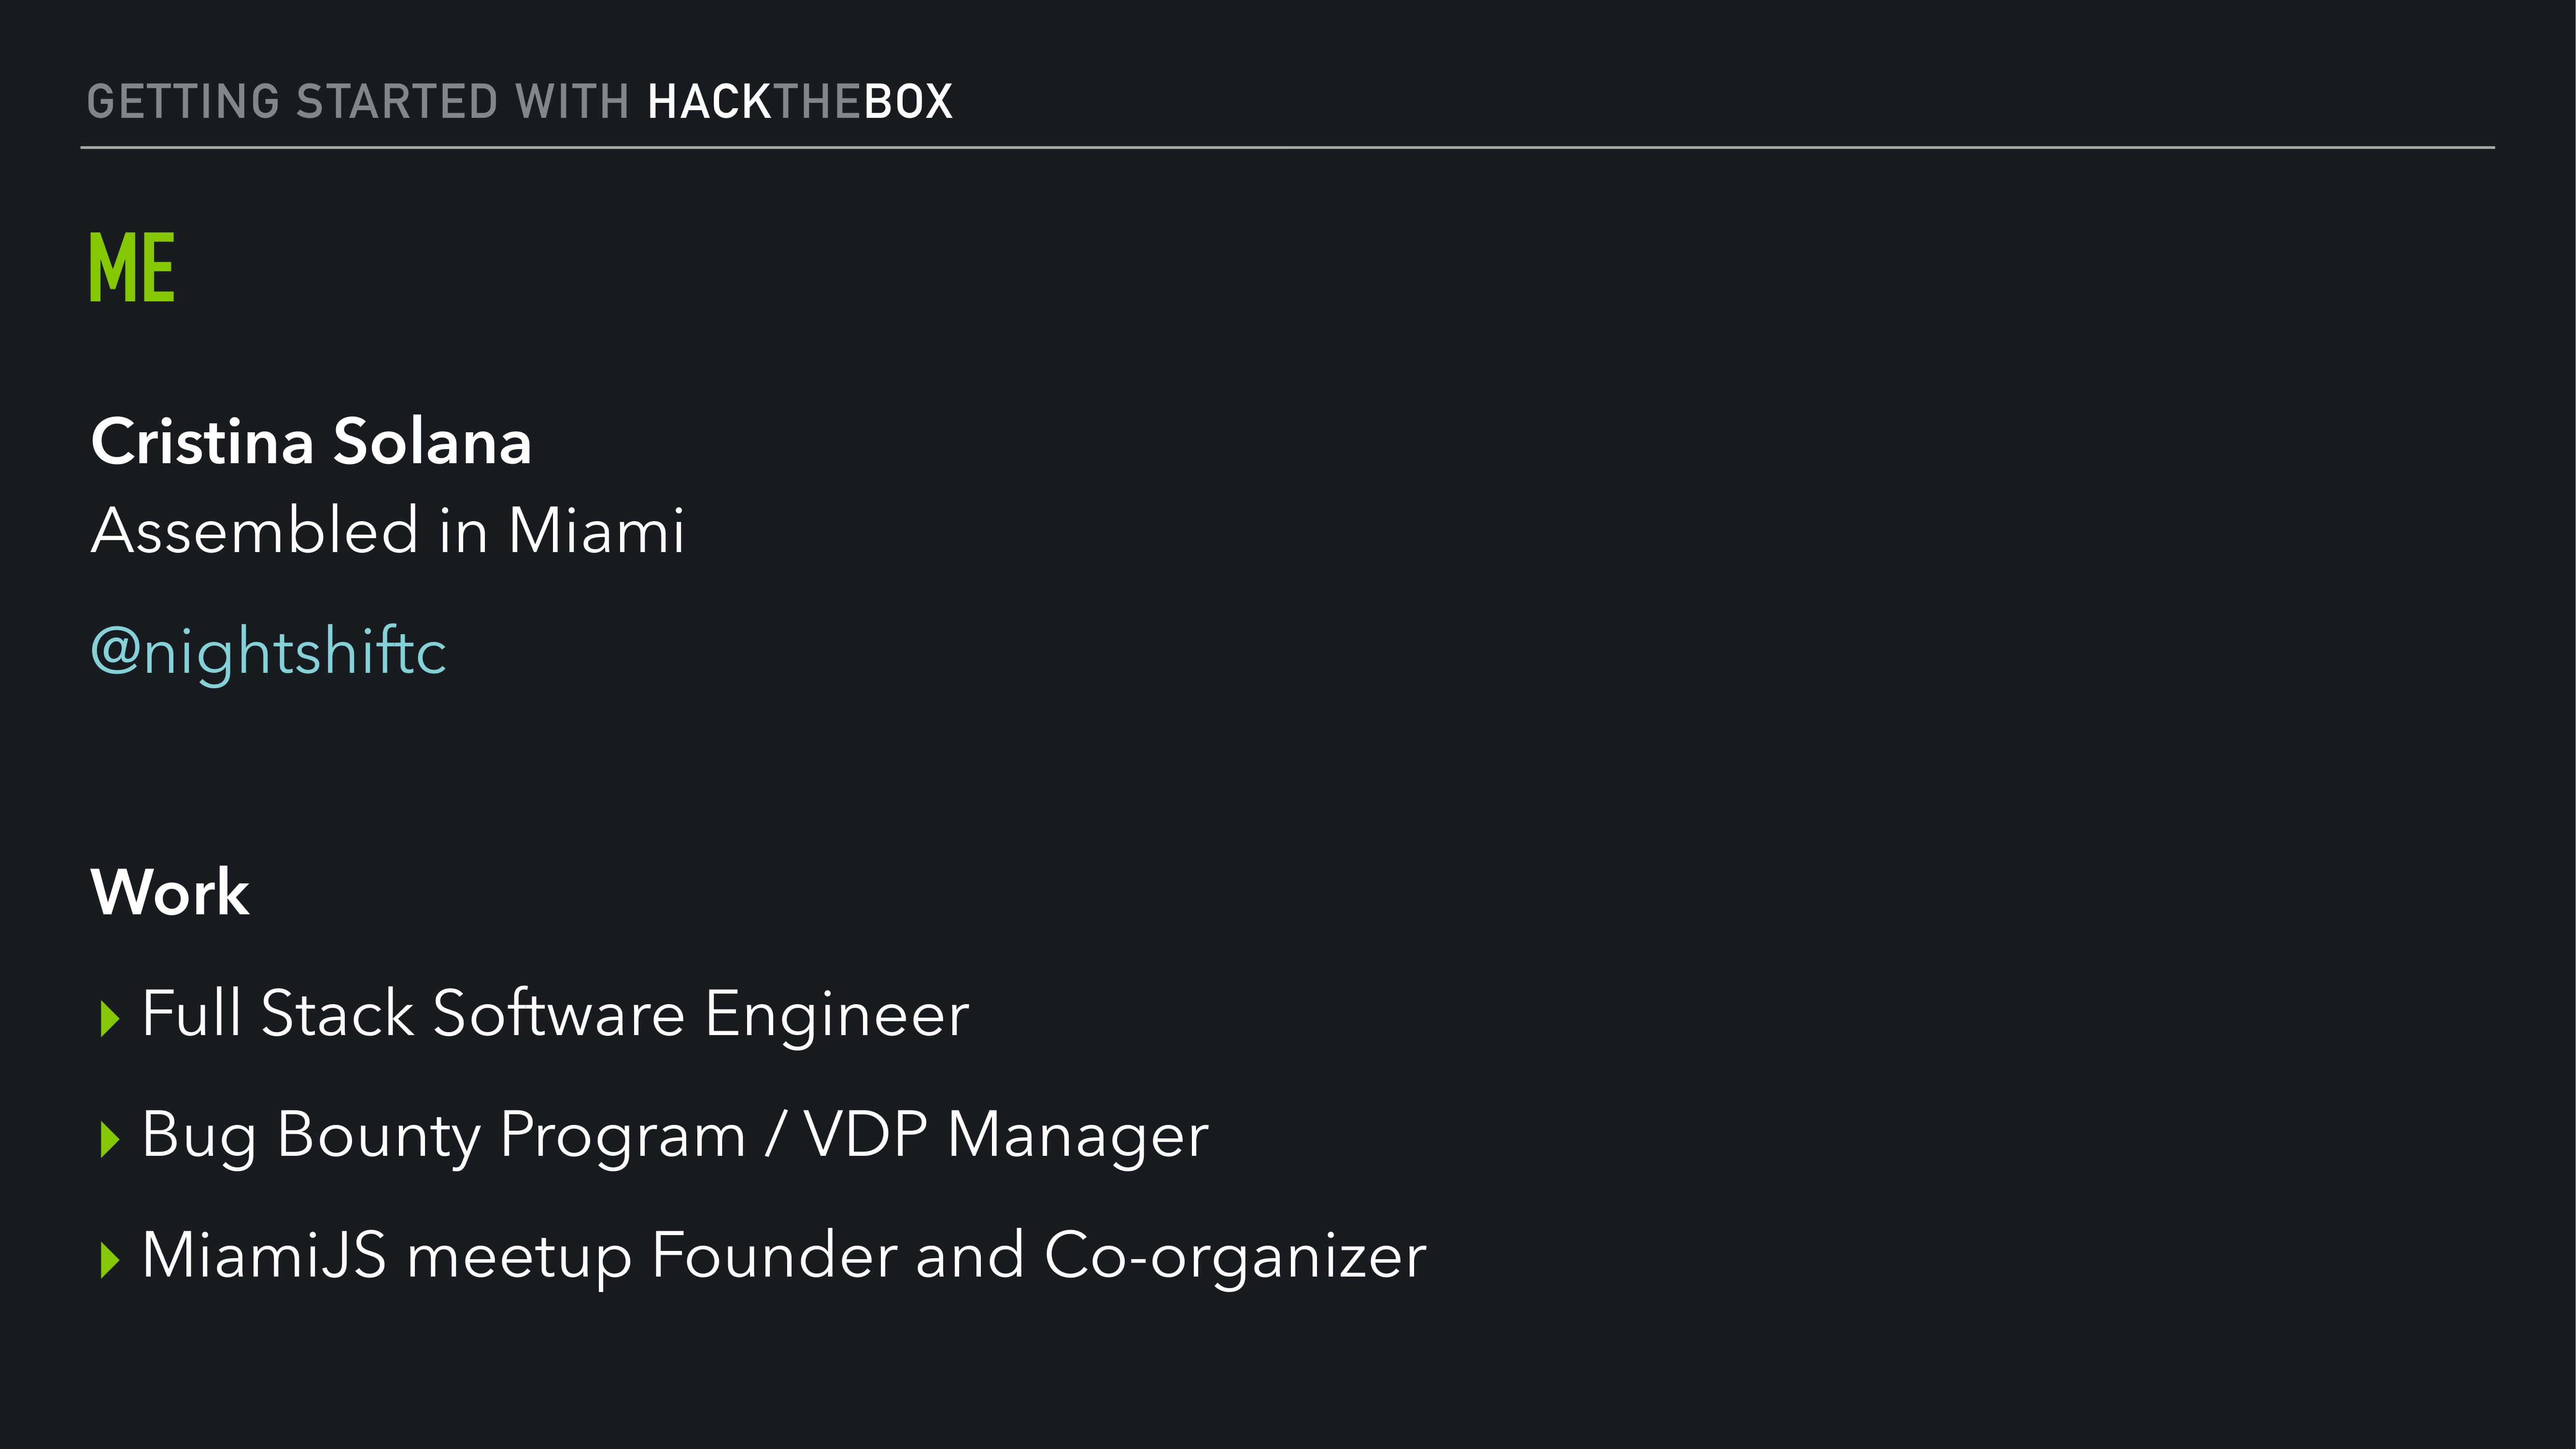 GETTING STARTED WITH HACKTHEBOX
ME
Cristina Solana
Assembled in Miami
@nightshiftc
Work
▸ Full Stack Software Engineer
▸ Bug Bounty Program / VDP Manager
▸ MiamiJS meetup Founder and Co-organizer